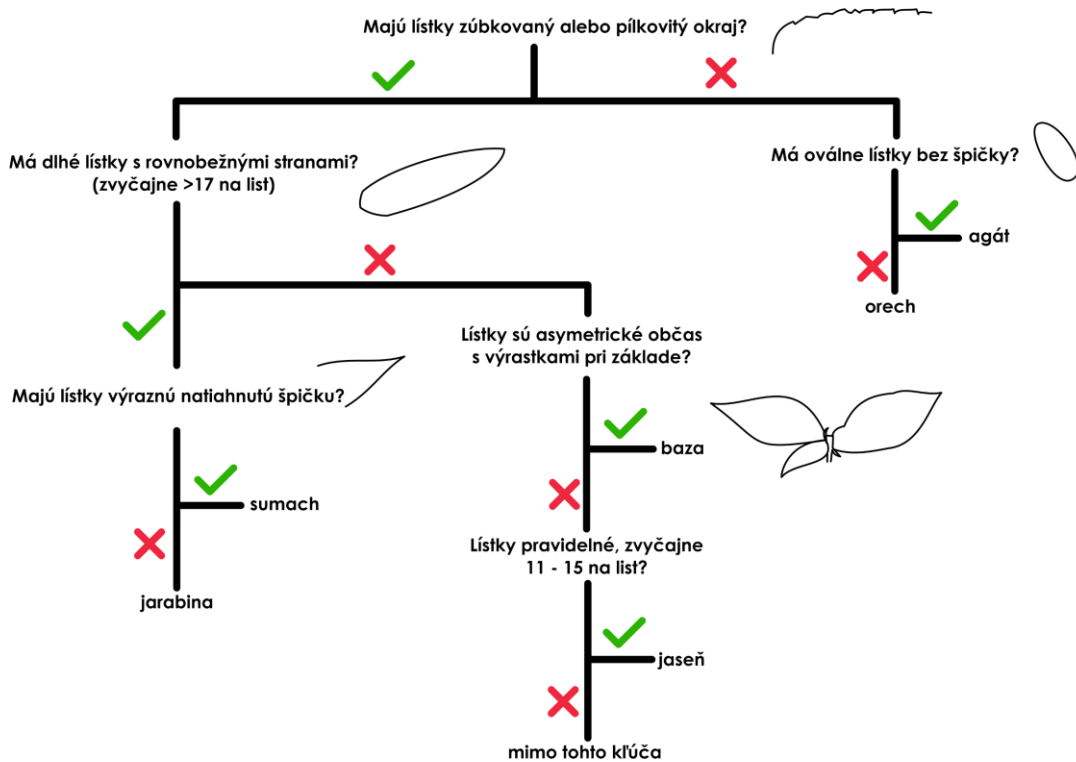 Majú lístky zúbkovaný alebo pílkovitý okraj?
Má dlhé lístky s rovnobežnými stranami?
(zvyčajne >17 na list)
Má oválne lístky bez špičky?
agát
orech
Lístky sú asymetrické občas
s výrastkami pri základe?
Majú lístky výraznú natiahnutú špičku?
baza
sumach
Lístky pravidelné, zvyčajne
11 - 15 na list?
jarabina
jaseň
mimo tohto kľúča